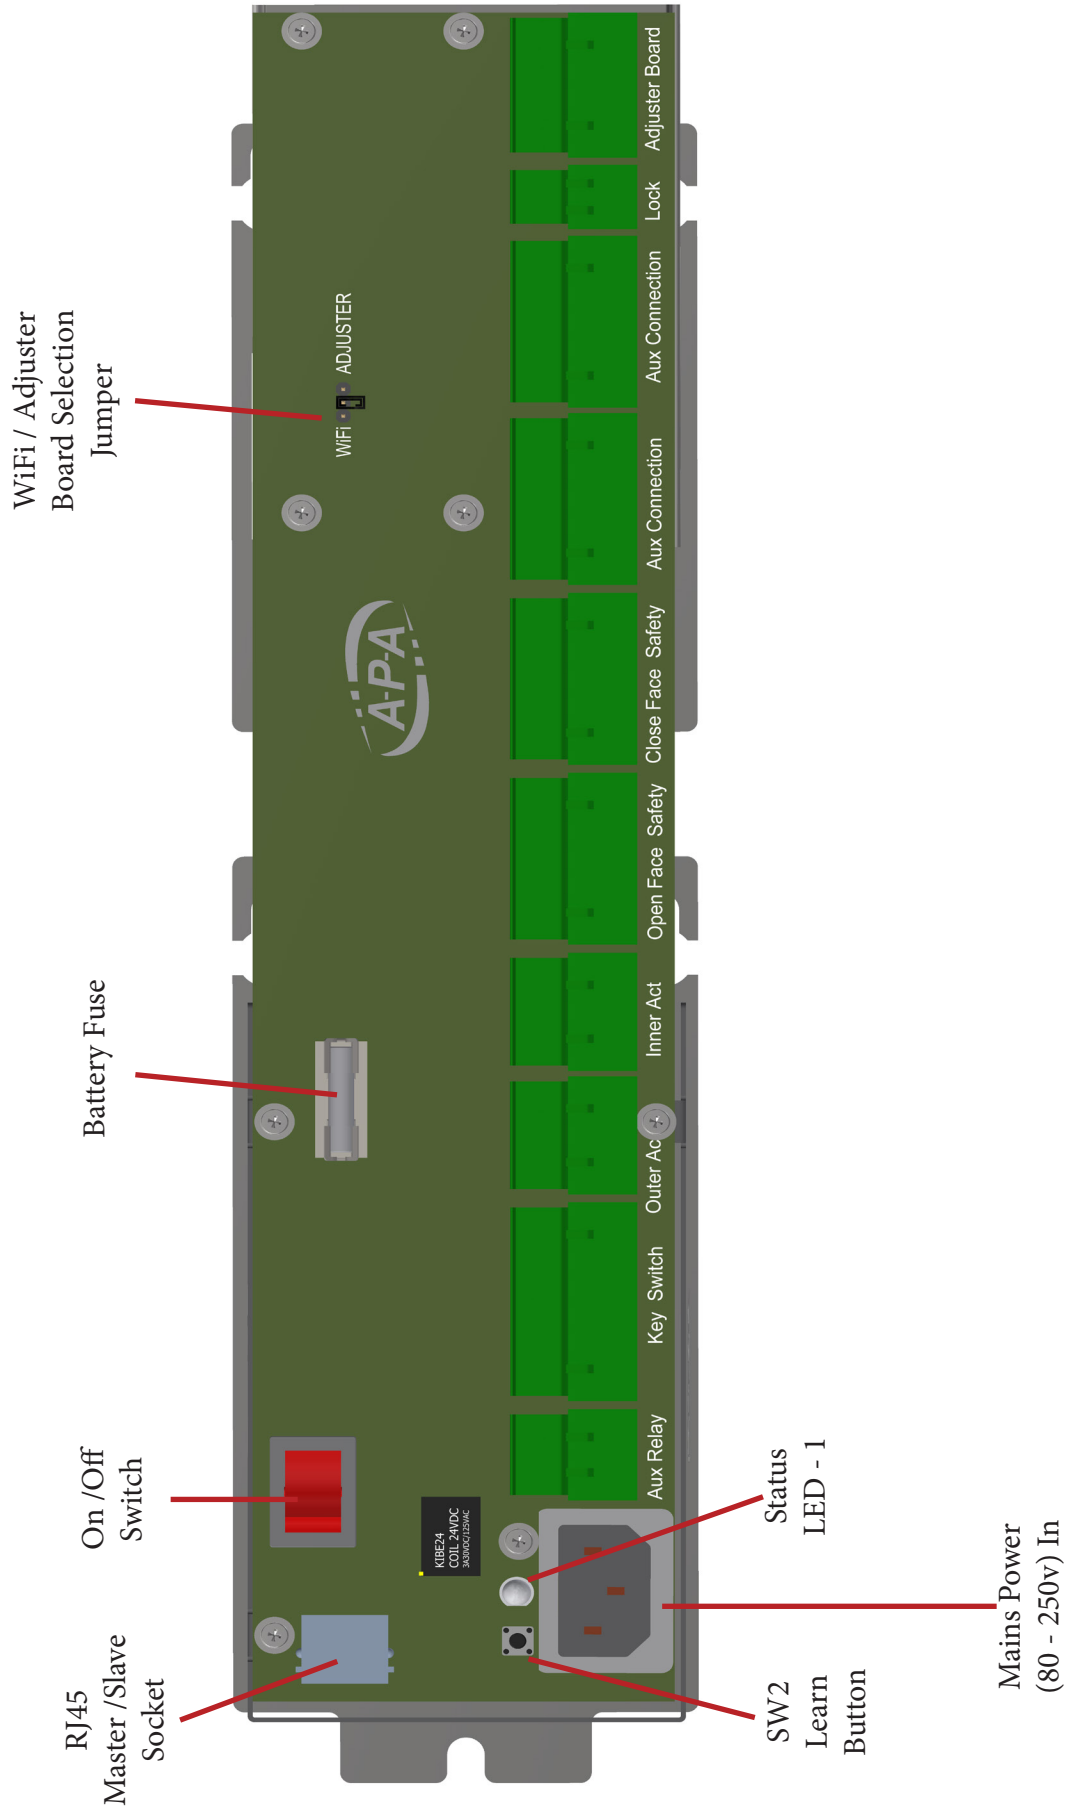 WiFi / Adjuster
Board Selection
Jumper
Battery Fuse
On /Off
Switch
RJ45
Master /Slave
Socket
WiFi
ADJUSTER
A-P-A
KIBE24
COIL 24VDC
3A30VDC/125VAC
Aux Relay
Key Switch
Outer Ac
Inner Act
Open Face Safety
Close Face Safety
Aux Connection
Aux Connection
Lock
Adjuster Board
SW2
Learn
Button
Status
LED - 1
Mains Power
(80 - 250v) In